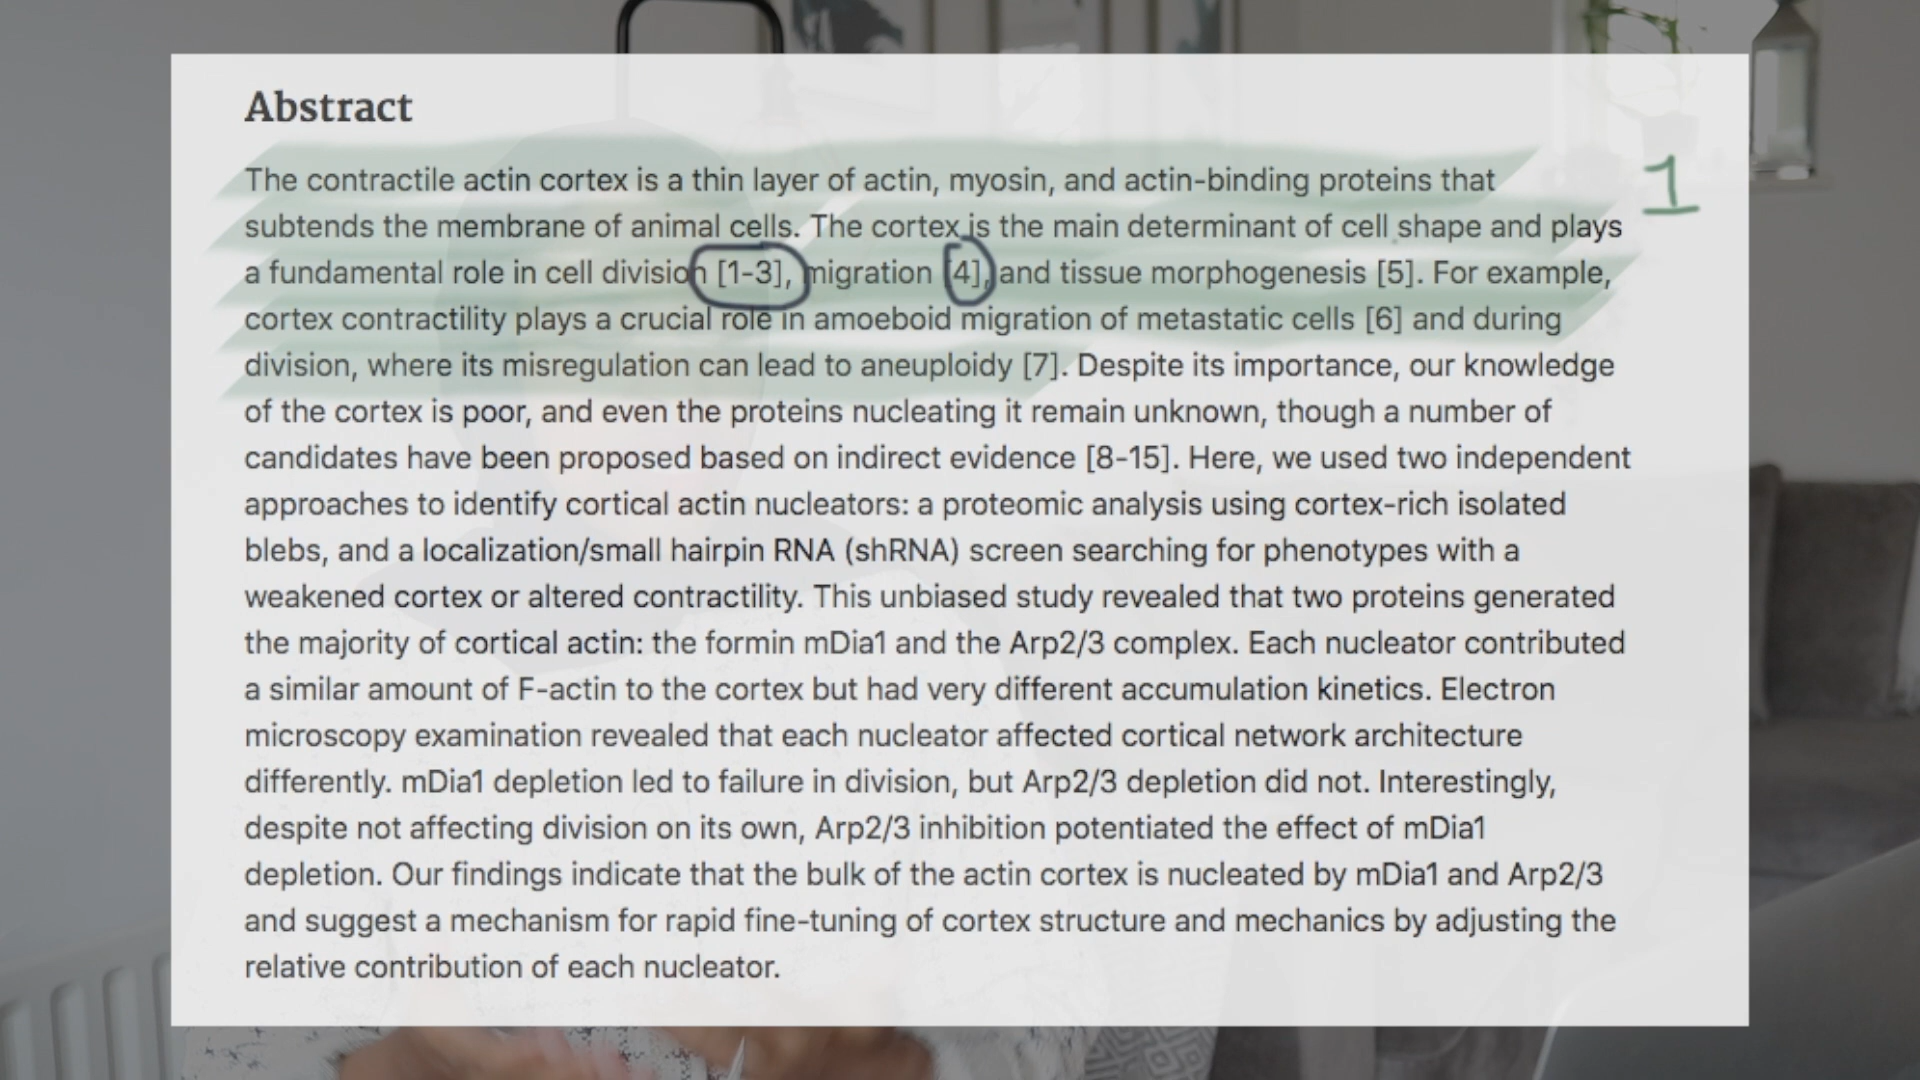 Abstract
1
The contractile actin cortex is a thin layer of actin, myosin, and actin-binding proteins that
subtends the membrane of animal cells. The cortex is the main determinant of cell shape and plays
a fundamental role in cell division [1-3], migration [4], and tissue morphogenesis [5]. For example,
cortex contractility plays a crucial role in amoeboid migration of metastatic cells [6] and during
division, where its misregulation can lead to aneuploidy [7]. Despite its importance, our knowledge
of the cortex is poor, and even the proteins nucleating it remain unknown, though a number of
candidates have been proposed based on indirect evidence [8-15]. Here, we used two independent
approaches to identify cortical actin nucleators: a proteomic analysis using cortex-rich isolated
blebs, and a localization/small hairpin RNA (shRNA) screen searching for phenotypes with a
weakened cortex or altered contractility. This unbiased study revealed that two proteins generated
the majority of cortical actin: the formin mDia1 and the Arp2/3 complex. Each nucleator contributed
a similar amount of F-actin to the cortex but had very different accumulation kinetics. Electron
microscopy examination revealed that each nucleator affected cortical network architecture
differently. mDia1 depletion led to failure in division, but Arp2/3 depletion did not. Interestingly,
despite not affecting division on its own, Arp2/3 inhibition potentiated the effect of mDia1
depletion. Our findings indicate that the bulk of the actin cortex is nucleated by mDia1 and Arp2/3
and suggest a mechanism for rapid fine-tuning of cortex structure and mechanics by adjusting the
relative contribution of each nucleator.